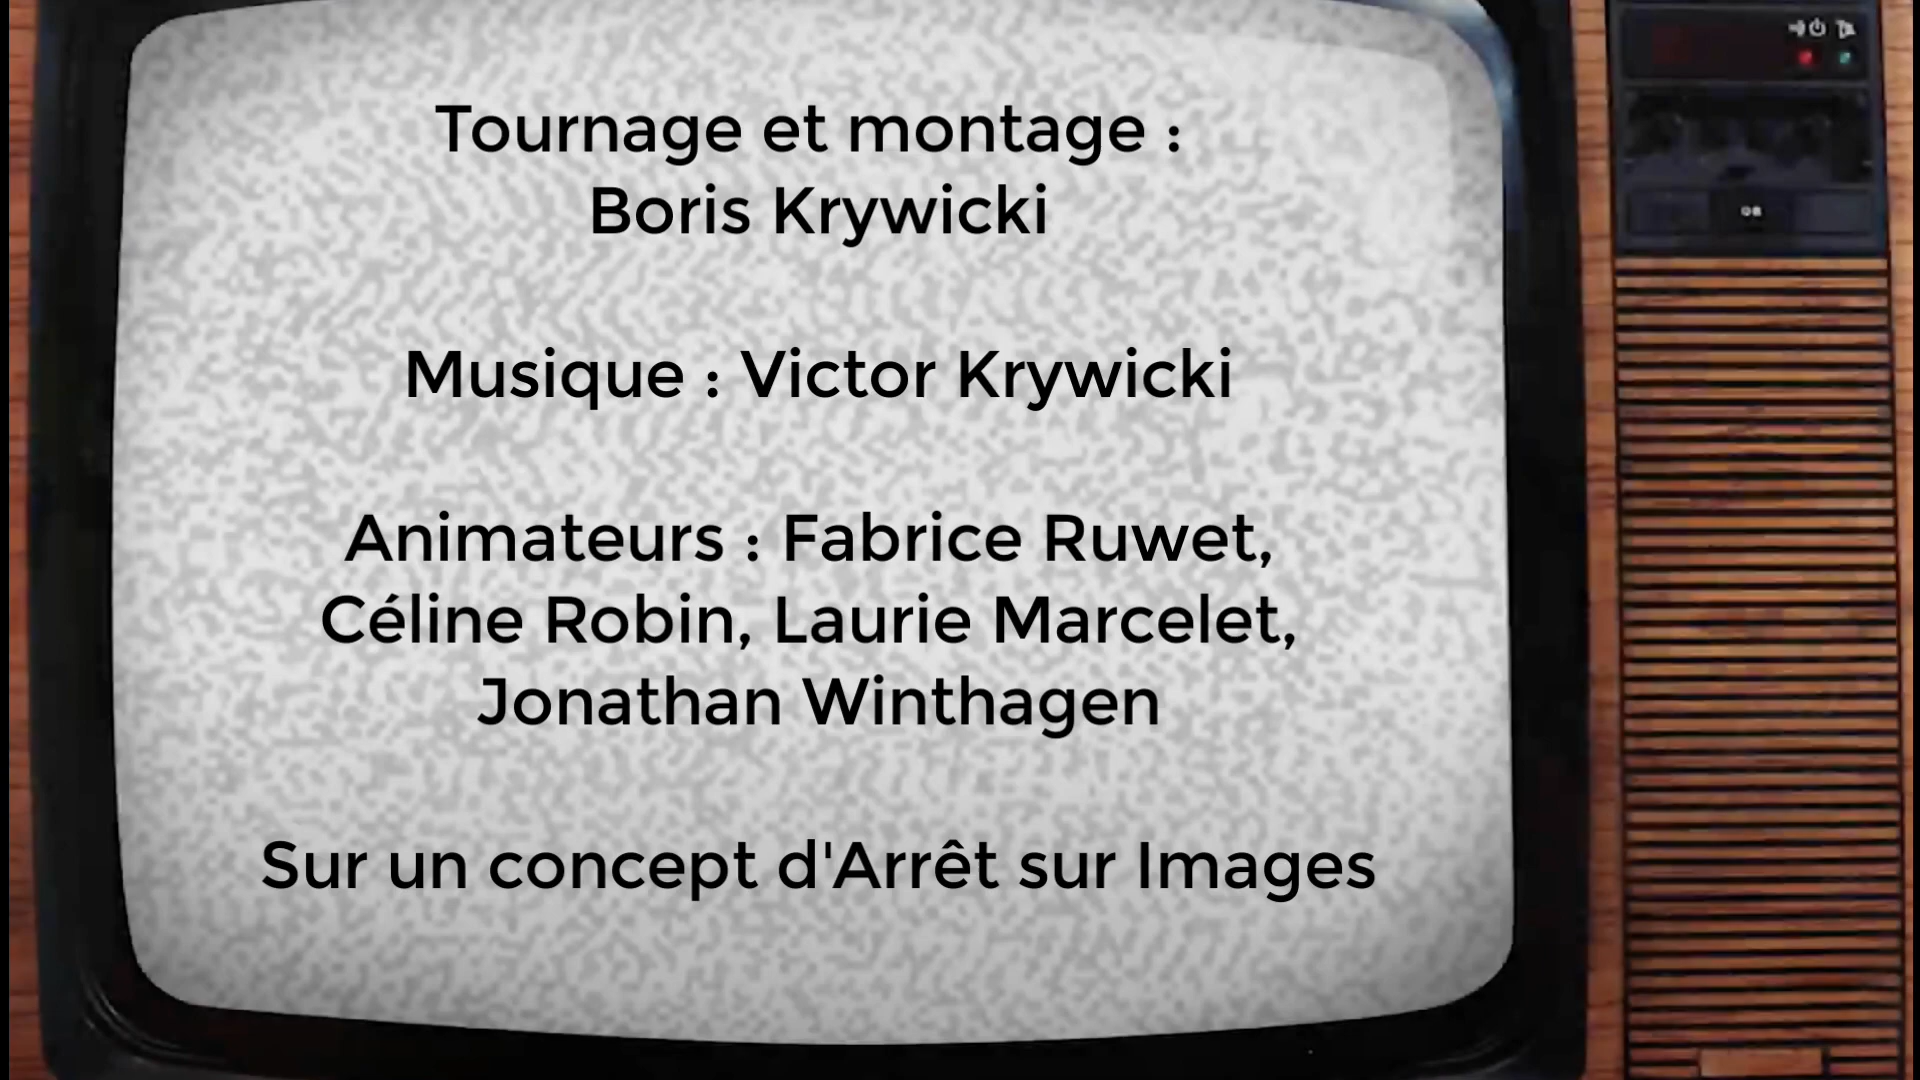 Tournage et montage :
Boris Krywicki
Musique : Victor Krywicki
Animateurs : Fabrice Ruwet,
Céline Robin, Laurie Marcelet,
Jonathan Winthagen
Sur un concept d'Arrêt sur Images